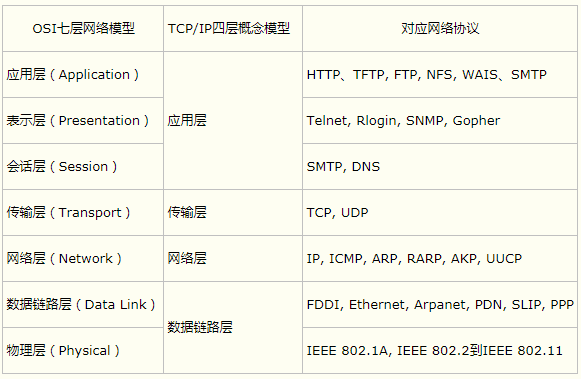 OSI七层网络模型 TCP/IP四层概念模型 对应网络协议
应用层（Application） HTTP、TFTP, FTP, NFS, WAIS、SMTP
表示层（Presentation） 应用层 Telnet, Rlogin, SNMP, Gopher
会话层（Session） SMTP, DNS
传输层（Transport） 传输层 TCP, UDP
网络层（Network） 网络层 IP, ICMP, ARP, RARP, AKP, UUCP
数据链路层（Data Link） FDDI, Ethernet, Arpanet, PDN, SLIP, PPP
数据链路层
物理层（Physical） IEEE 802.1A, IEEE 802.2到IEEE 802.11